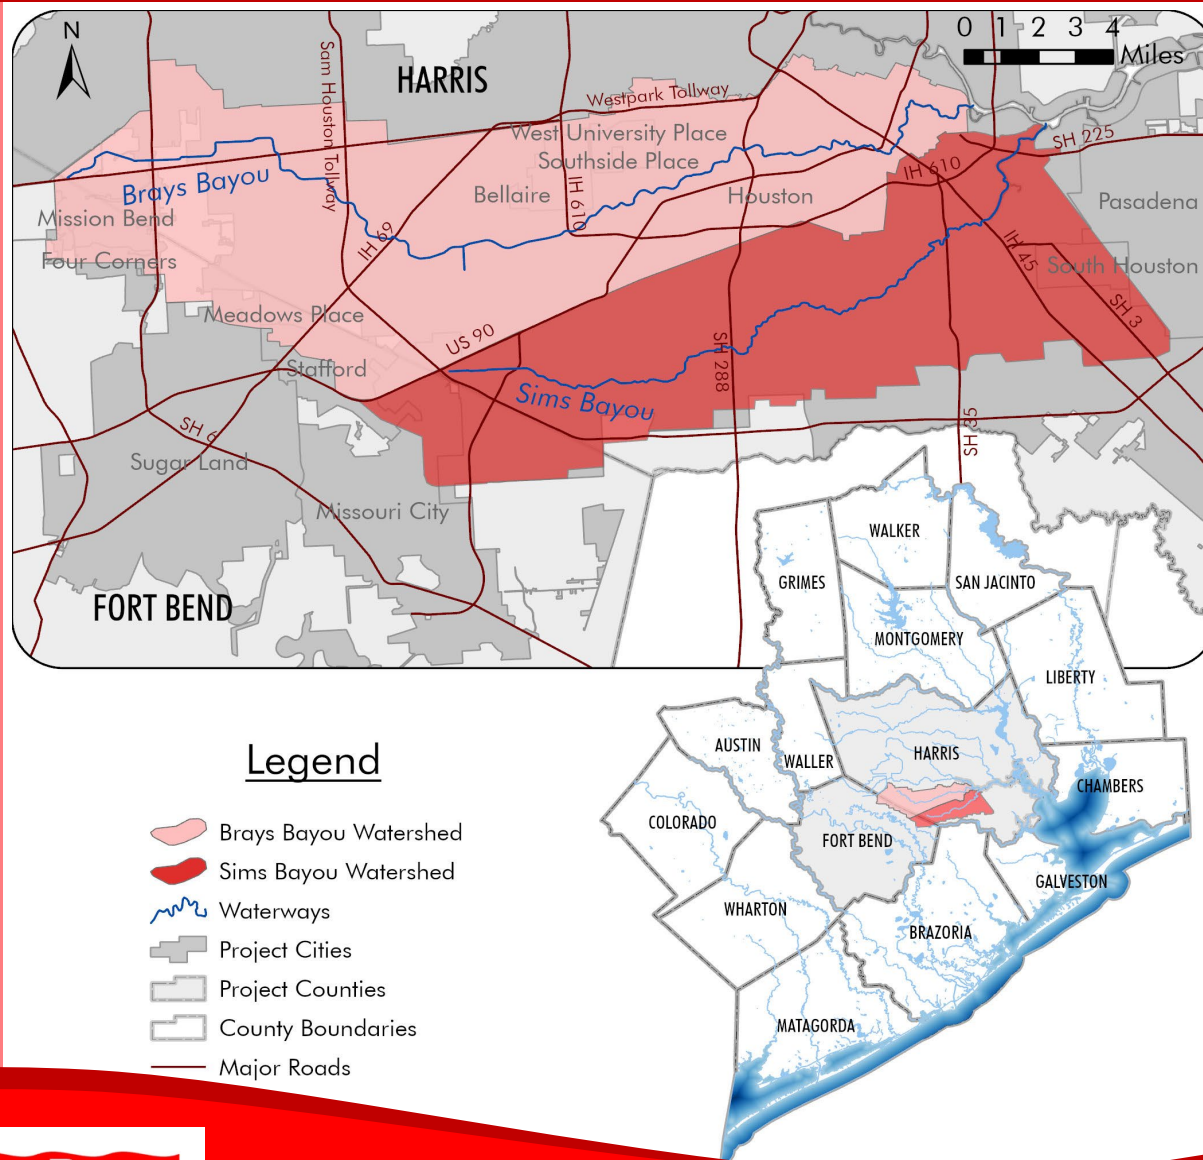 N
0 1 2 3 4
Miles
HARRIS
Sam Houston Tollway
Westpark Tollway
West University Place
Southside Place
SH 225
IH 610
Brays Bayou
Bellaire
IH 610
Houston
Pasadena
Mission Bend
IH 69
Four Corners
IH 45
South Houston
Meadows Place
SH 3
US 90
Stafford
SH 288
Sims Bayou
SH 6
SH 35
Sugar Land
Missouri City
FORT BEND
WALKER
GRIMES
SAN JACINTO
MONTGOMERY
LIBERTY
AUSTIN
WALLER
HARRIS
CHAMBERS
COLORADO
FORT BEND
GALVESTON
WHARTON
BRAZORIA
MATAGORDA
Legend
Brays Bayou Watershed
Sims Bayou Watershed
Waterways
Project Cities
Project Counties
County Boundaries
Major Roads